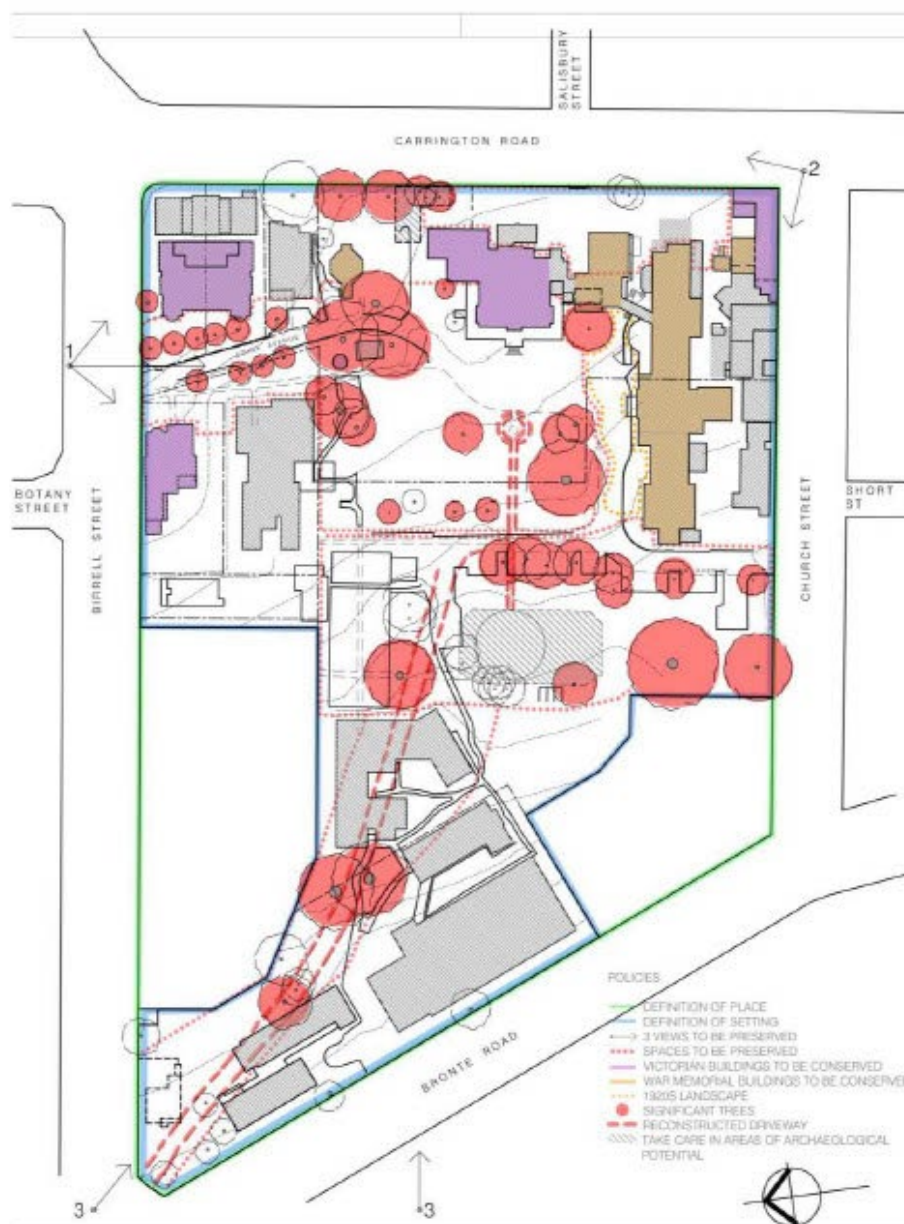 SALISBURY
STREET
CARRINGTON ROAD
2
1
BOTANY
STREET
BIRRELL STREET
SHORT
ST
CHURCH STREET
POLICIES
DEFINITION OF PLACE
DEFINITION OF SETTING
3 VIEWS TO BE PRESERVED
SPACES TO BE PRESERVED
VICTORIAN BUILDINGS TO BE CONSERVED
WAR MEMORIAL BUILDINGS TO BE CONSERVED
1920S LANDSCAPE
SIGNIFICANT TREES
RECONSTRUCTED DRIVEWAY
TAKE CARE IN AREAS OF ARCHAEOLOGICAL
POTENTIAL
BRONTE ROAD
3
3